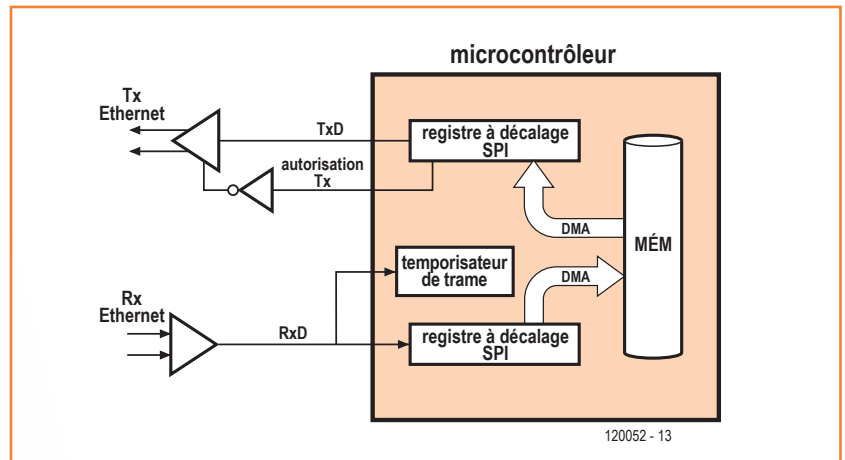 microcontrôleur
Tx
Ethernet
TxD
registre à décalage
SPI
autorisation
Tx
DMA
MÉM
temporisateur
de trame
DMA
Rx
Ethernet
RxD
registre à décalage
SPI
120052 - 13